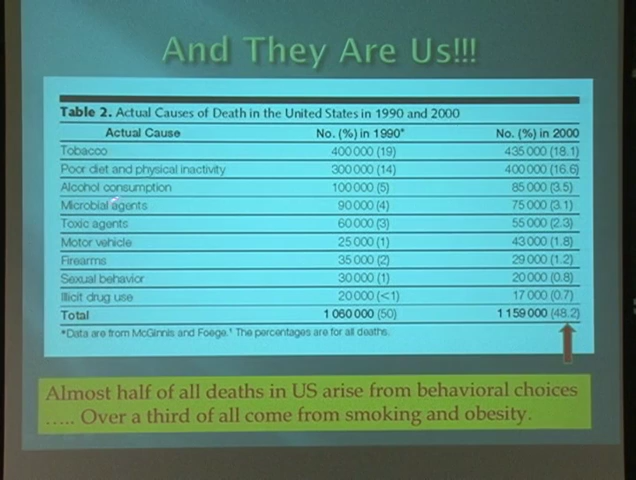 And They Are Us!!!
Table 2. Actual Causes of Death in the United States in 1990 and 2000
Actual Cause No. (%) in 1990* No. (%) in 2000
Tobacco 400 000 (19) 435 000 (18.1)
Poor diet and physical inactivity 300 000 (14) 400 000 (16.6)
Alcohol consumption 100 000 (5) 85 000 (3.5)
Microbial agents 90 000 (4) 75 000 (3.1)
Toxic agents 60 000 (3) 55 000 (2.3)
Motor vehicle 25 000 (1) 43 000 (1.8)
Firearms 35 000 (2) 29 000 (1.2)
Sexual behavior 30 000 (1) 20 000 (0.8)
Illicit drug use 20 000 (<1) 17 000 (0.7)
Total 1 060 000 (50) 1 159 000 (48.2)
*Data are from McGinnis and Foege.¹ The percentages are for all deaths.
Almost half of all deaths in US arise from behavioral choices
..... Over a third of all come from smoking and obesity.